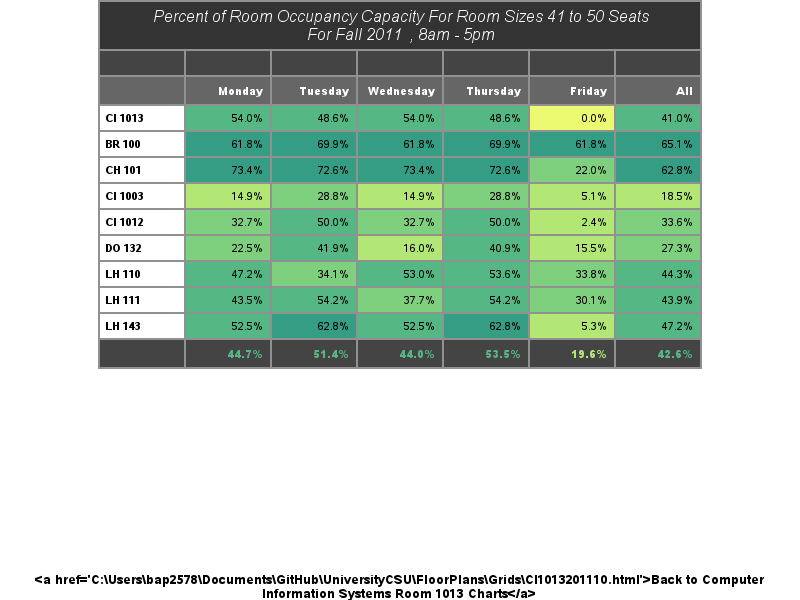 Percent of Room Occupancy Capacity For Room Sizes 41 to 50 Seats
For Fall 2011 , 8am - 5pm
Monday Tuesday Wednesday Thursday Friday All
CI 1013 54.0% 48.6% 54.0% 48.6% 0.0% 41.0%
BR 100 61.8% 69.9% 61.8% 69.9% 61.8% 65.1%
CH 101 73.4% 72.6% 73.4% 72.6% 22.0% 62.8%
CI 1003 14.9% 28.8% 14.9% 28.8% 5.1% 18.5%
CI 1012 32.7% 50.0% 32.7% 50.0% 2.4% 33.6%
DO 132 22.5% 41.9% 16.0% 40.9% 15.5% 27.3%
LH 110 47.2% 34.1% 53.0% 53.6% 33.8% 44.3%
LH 111 43.5% 54.2% 37.7% 54.2% 30.1% 43.9%
LH 143 52.5% 62.8% 52.5% 62.8% 5.3% 47.2%
44.7% 51.4% 44.0% 53.5% 19.6% 42.6%
<a href='C:\Users\bap2578\Documents\GitHub\UniversityCSU\FloorPlans\Grids\CI1013201110.html'>Back to Computer
Information Systems Room 1013 Charts</a>